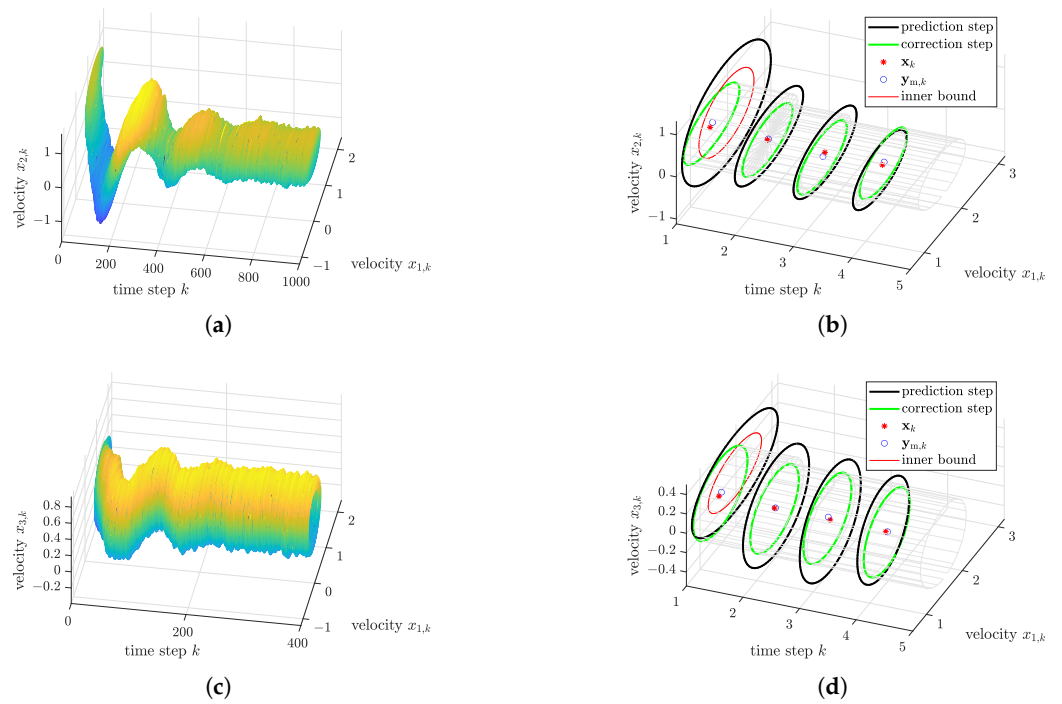 velocity x2,k
1
0
−1
0
200
400
600
800
1000
time step k
−1
0
1
2
velocity x1,k
(a)
prediction step
correction step
xk
ym,k
inner bound
velocity x2,k
1
0
−1
1
2
3
4
5
time step k
1
2
3
velocity x1,k
(b)
velocity x3,k
0.8
0.6
0.4
0.2
0
−0.2
0
200
400
time step k
−1
0
1
2
velocity x1,k
(c)
prediction step
correction step
xk
ym,k
inner bound
velocity x3,k
0.4
0.2
0
−0.2
−0.4
1
2
3
4
5
time step k
1
2
3
velocity x1,k
(d)